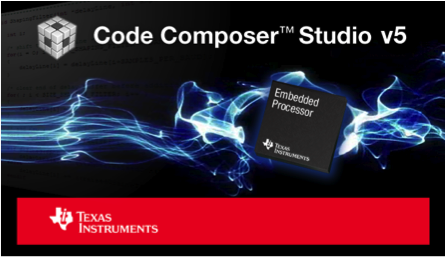 Code Composer™ Studio v5
Embedded
Processor
TEXAS
INSTRUMENTS
TEXAS
INSTRUMENTS